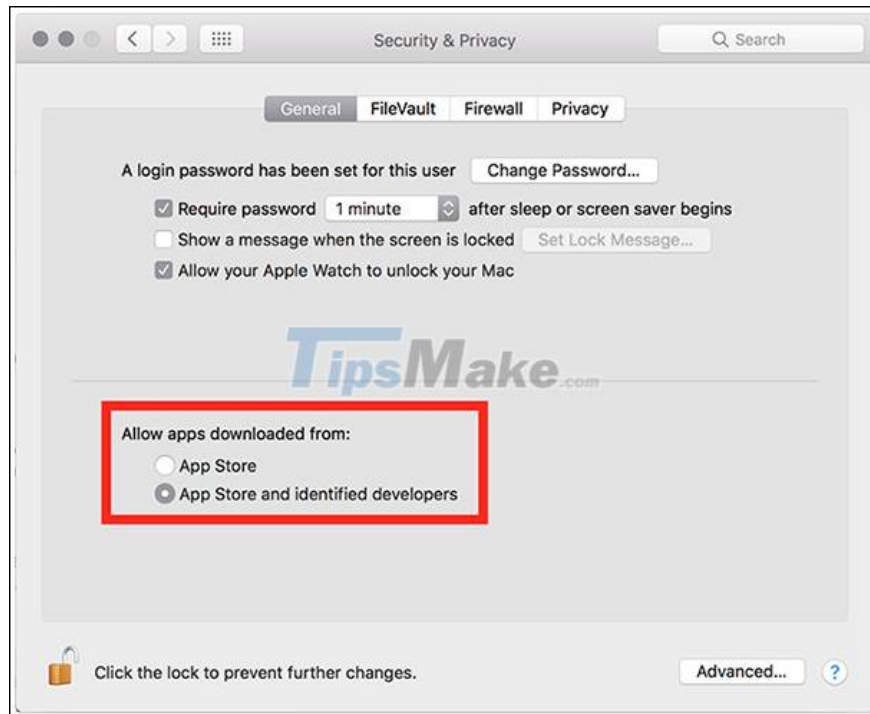 Security & Privacy
Search
General FileVault Firewall Privacy
A login password has been set for this user Change Password...
Require password 1 minute after sleep or screen saver begins
Show a message when the screen is locked Set Lock Message...
Allow your Apple Watch to unlock your Mac
TipsMake.com
Allow apps downloaded from:
App Store
App Store and identified developers
Click the lock to prevent further changes.
Advanced... ?